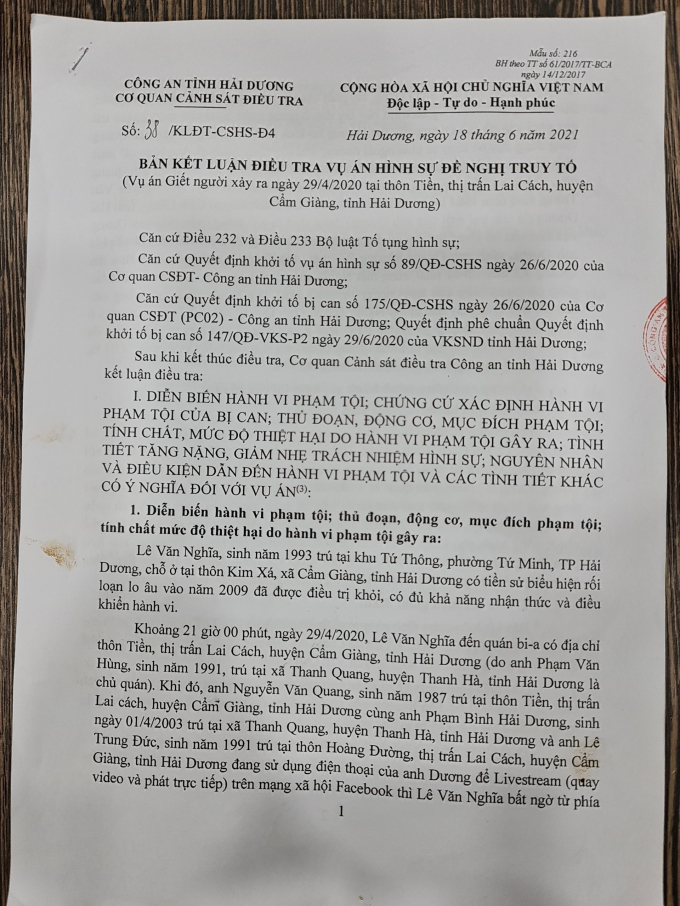 1
Mẫu số: 216
BH theo TT số 61/2017/TT-BCA
ngày 14/12/2017
CÔNG AN TỈNH HẢI DƯƠNG
CƠ QUAN CẢNH SÁT ĐIỀU TRA
CỘNG HÒA XÃ HỘI CHỦ NGHĨA VIỆT NAM
Độc lập - Tự do - Hạnh phúc
Số: 38 /KLĐT-CSHS-Đ4
Hải Dương, ngày 18 tháng 6 năm 2021
BẢN KẾT LUẬN ĐIỀU TRA VỤ ÁN HÌNH SỰ ĐỀ NGHỊ TRUY TỐ
(Vụ án Giết người xảy ra ngày 29/4/2020 tại thôn Tiền, thị trấn Lai Cách, huyện
Cẩm Giàng, tỉnh Hải Dương)
Căn cứ Điều 232 và Điều 233 Bộ luật Tố tụng hình sự;
Căn cứ Quyết định khởi tố vụ án hình sự số 89/QĐ-CSHS ngày 26/6/2020 của
Cơ quan CSĐT- Công an tỉnh Hải Dương;
Căn cứ Quyết định khởi tố bị can số 175/QĐ-CSHS ngày 26/6/2020 của Cơ
quan CSĐT (PC02) - Công an tỉnh Hải Dương; Quyết định phê chuẩn Quyết định
khởi tố bị can số 147/QĐ-VKS-P2 ngày 29/6/2020 của VKSND tỉnh Hải Dương;
Sau khi kết thúc điều tra, Cơ quan Cảnh sát điều tra Công an tỉnh Hải Dương
kết luận điều tra:
I. DIỄN BIẾN HÀNH VI PHẠM TỘI; CHỨNG CỨ XÁC ĐỊNH HÀNH VI
PHẠM TỘI CỦA BỊ CAN; THỦ ĐOẠN, ĐỘNG CƠ, MỤC ĐÍCH PHẠM TỘI;
TÍNH CHẤT, MỨC ĐỘ THIỆT HẠI DO HÀNH VI PHẠM TỘI GÂY RA; TÌNH
TIẾT TĂNG NẶNG, GIẢM NHẸ TRÁCH NHIỆM HÌNH SỰ; NGUYÊN NHÂN
VÀ ĐIỀU KIỆN DẪN ĐẾN HÀNH VI PHẠM TỘI VÀ CÁC TÌNH TIẾT KHÁC
CÓ Ý NGHĨA ĐỐI VỚI VỤ ÁN(3):
1. Diễn biến hành vi phạm tội; thủ đoạn, động cơ, mục đích phạm tội;
tính chất mức độ thiệt hại do hành vi phạm tội gây ra:
Lê Văn Nghĩa, sinh năm 1993 trú tại khu Tứ Thông, phường Tứ Minh, TP Hải
Dương, chỗ ở tại thôn Kim Xá, xã Cẩm Giàng, tỉnh Hải Dương có tiền sử biểu hiện rối
loạn lo âu vào năm 2009 đã được điều trị khỏi, có đủ khả năng nhận thức và điều
khiển hành vi.
Khoảng 21 giờ 00 phút, ngày 29/4/2020, Lê Văn Nghĩa đến quán bi-a có địa chỉ
thôn Tiền, thị trấn Lai Cách, huyện Cẩm Giàng, tỉnh Hải Dương (do anh Phạm Văn
Hùng, sinh năm 1991, trú tại xã Thanh Quang, huyện Thanh Hà, tỉnh Hải Dương là
chủ quán). Khi đó, anh Nguyễn Văn Quang, sinh năm 1987 trú tại thôn Tiền, thị trấn
Lai cách, huyện Cẩm Giàng, tỉnh Hải Dương cùng anh Phạm Bình Hải Dương, sinh
ngày 01/4/2003 trú tại xã Thanh Quang, huyện Thanh Hà, tỉnh Hải Dương và anh Lê
Trung Đức, sinh năm 1991 trú tại thôn Hoàng Đường, thị trấn Lai Cách, huyện Cẩm
Giàng, tỉnh Hải Dương đang sử dụng điện thoại của anh Dương để Livestream (quay
video và phát trực tiếp) trên mạng xã hội Facebook thì Lê Văn Nghĩa bất ngờ từ phía
1